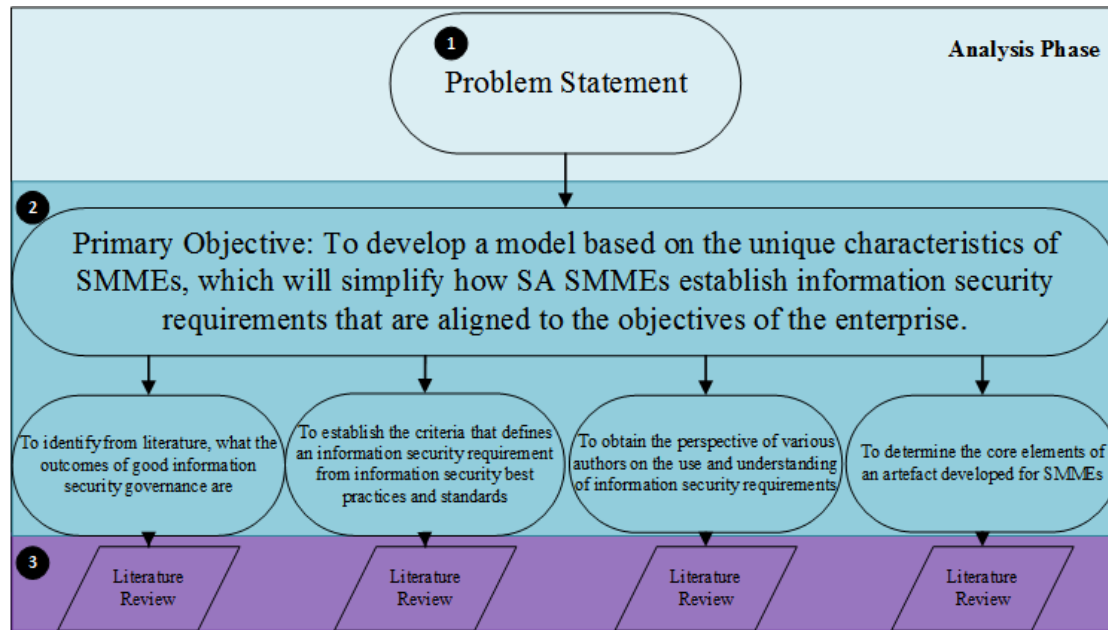 1
Analysis Phase
Problem Statement
2
Primary Objective: To develop a model based on the unique characteristics of
SMMEs, which will simplify how SA SMMEs establish information security
requirements that are aligned to the objectives of the enterprise.
To identify from literature, what the
outcomes of good information
security governance are
To establish the criteria that defines
an information security requirement
from information security best
practices and standards
To obtain the perspective of various
authors on the use and understanding
of information security requirements
To determine the core elements of
an artefact developed for SMMEs
3
Literature
Review
Literature
Review
Literature
Review
Literature
Review